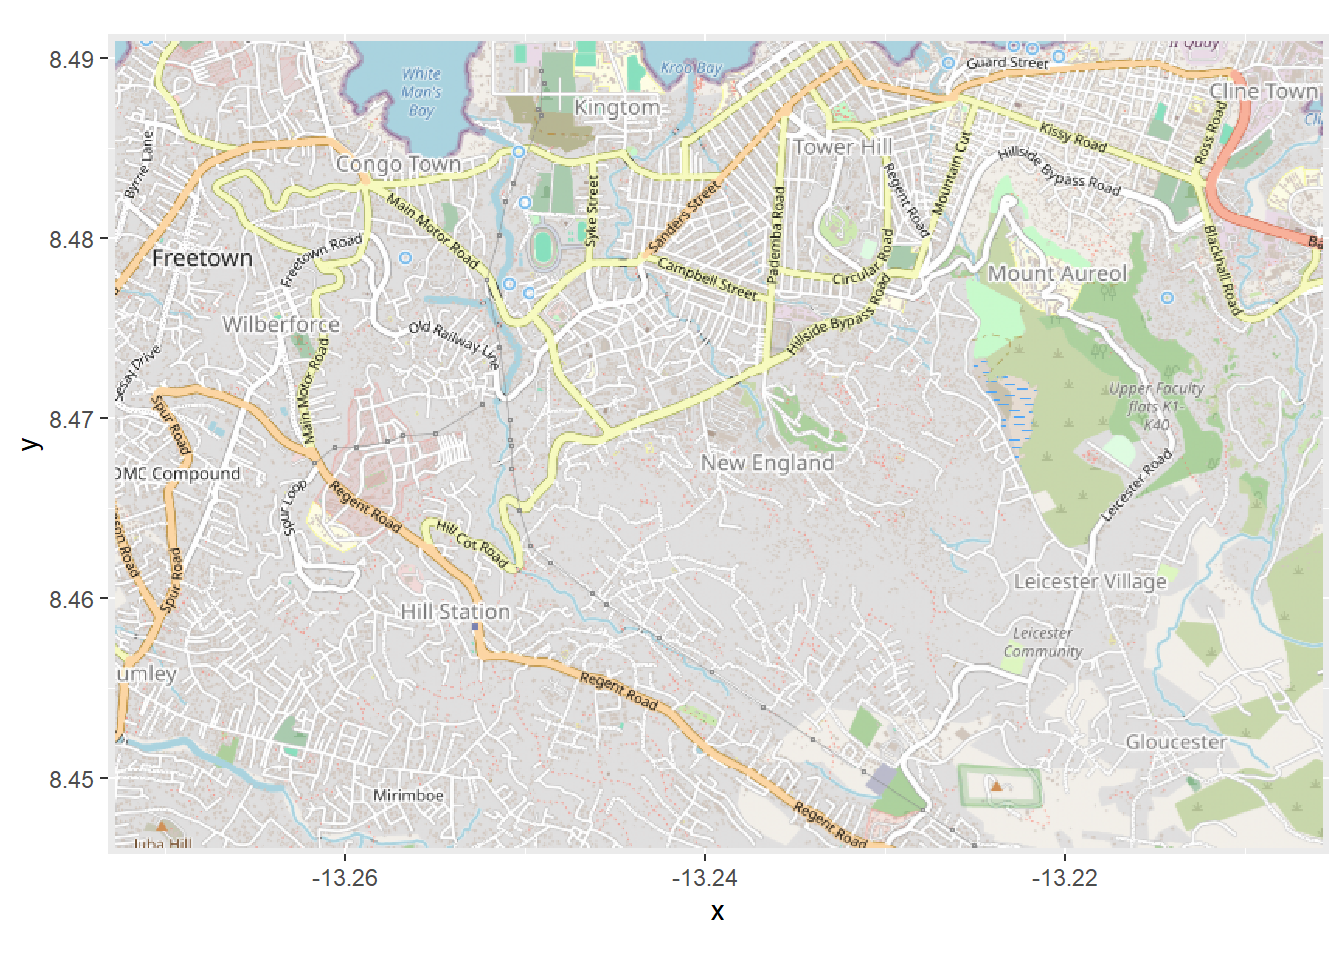 8.49
8.48
8.47
8.46
8.45
y
White
Man's
Bay
Kroo Bay
Guard Street
Kingtom
Cline Town
Byrne Lane
Congo Town
Tower Hill
Kissy Road
Ross Road
Mountain Cut
Hillside Bypass Road
Regent Road
Main Motor Road
Syke Street
Sanders Street
Pademba Road
Freetown
Freetown Road
Campbell Street
Circular Road
Mount Aureol
Blackhall Road
Wilberforce
Old Railway Line
Hillside Bypass Road
Main Motor Road
Upper Faculty
flats K1-
K40
Spur Road
New England
OMC Compound
Spur Loop
Regent Road
Leicester Road
Hill Cot Road
Spur Road
Leicester Village
Hill Station
Leicester
Community
umley
Regent Road
Gloucester
Mirimboe
Regent Road
Juba Hill
-13.26
-13.24
-13.22
x